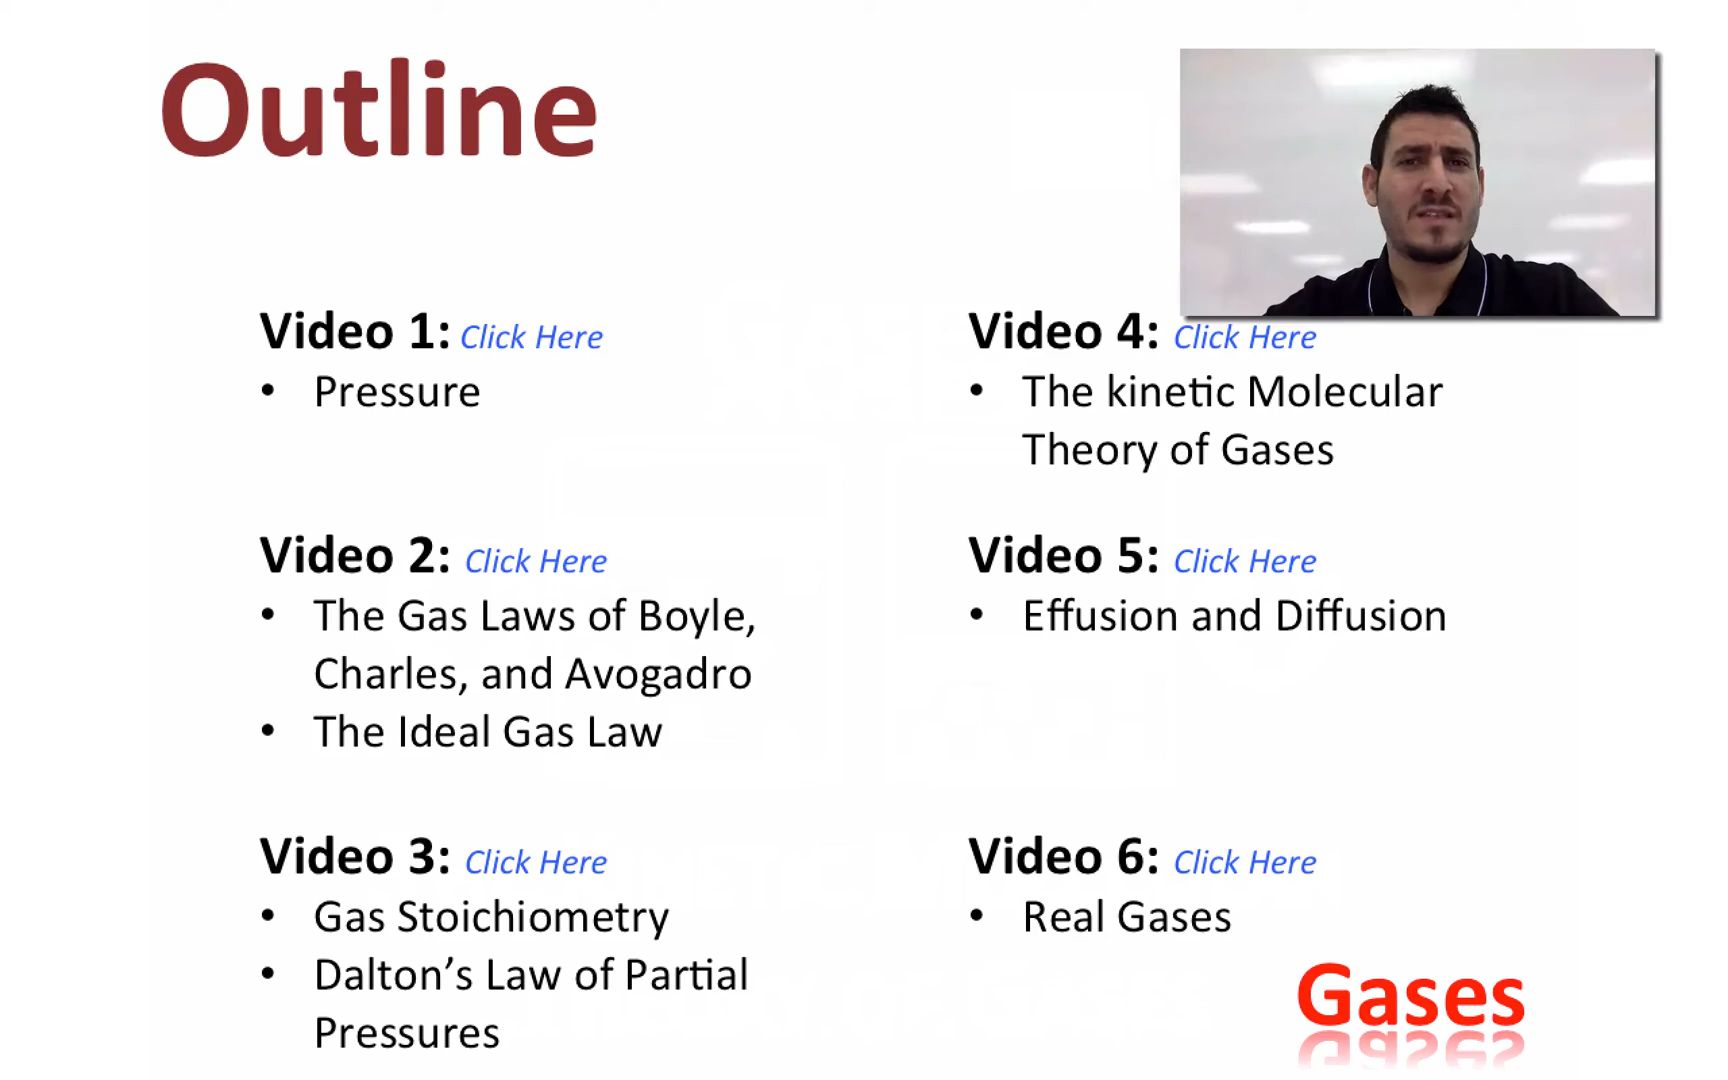 Outline
Video 1: Click Here
• Pressure
Video 2: Click Here
• The Gas Laws of Boyle,
Charles, and Avogadro
• The Ideal Gas Law
Video 3: Click Here
• Gas Stoichiometry
• Dalton’s Law of Partial
Pressures
Video 4: Click Here
• The kinetic Molecular
Theory of Gases
Video 5: Click Here
• Effusion and Diffusion
Video 6: Click Here
• Real Gases
Gases